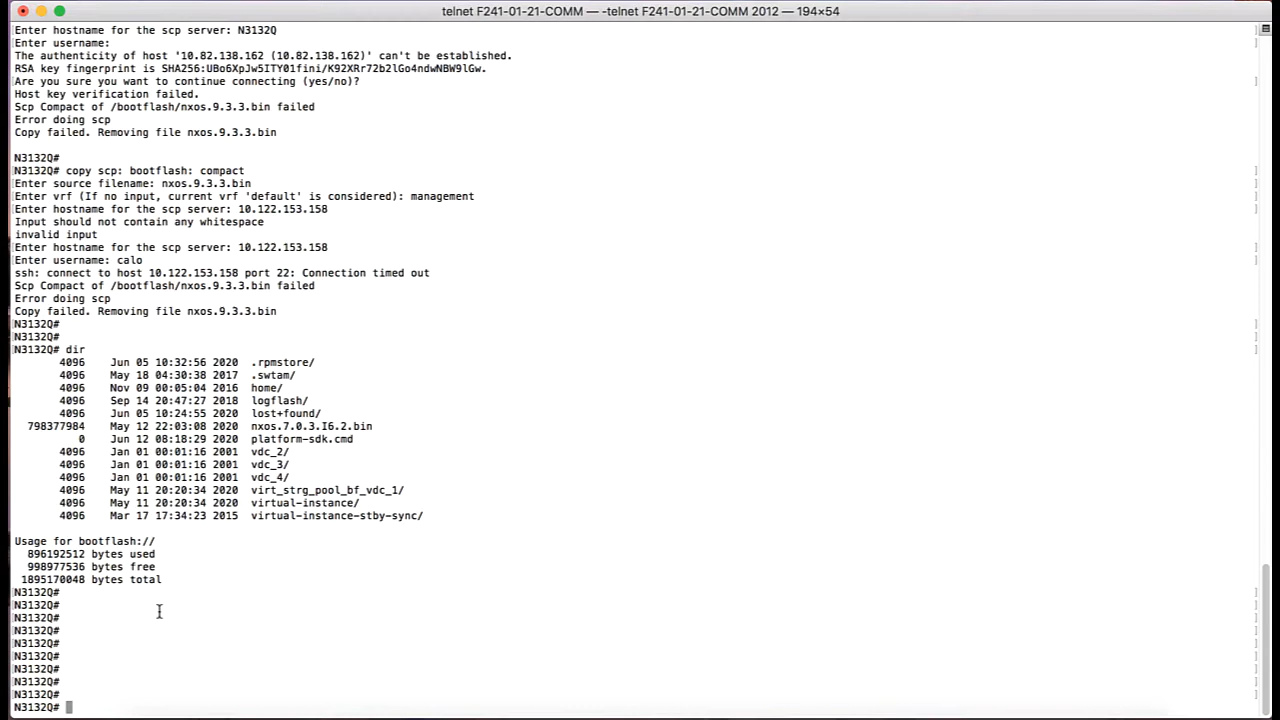 telnet F241-01-21-COMM — -telnet F241-01-21-COMM 2012 — 194×54
Enter hostname for the scp server: N3132Q
Enter username:
The authenticity of host '10.82.138.162 (10.82.138.162)' can't be established.
RSA key fingerprint is SHA256:UBo6XpJw5ITY01fini/K92XRr72b2lGo4ndwNBW9lGw.
Are you sure you want to continue connecting (yes/no)?
Host key verification failed.
Scp Compact of /bootflash/nxos.9.3.3.bin failed
Error doing scp
Copy failed. Removing file nxos.9.3.3.bin
N3132Q#
N3132Q# copy scp: bootflash: compact
Enter source filename: nxos.9.3.3.bin
Enter vrf (If no input, current vrf 'default' is considered): management
Enter hostname for the scp server: 10.122.153.158
Input should not contain any whitespace
invalid input
Enter hostname for the scp server: 10.122.153.158
Enter username: calo
ssh: connect to host 10.122.153.158 port 22: Connection timed out
Scp Compact of /bootflash/nxos.9.3.3.bin failed
Error doing scp
Copy failed. Removing file nxos.9.3.3.bin
N3132Q#
N3132Q#
N3132Q# dir
4096 Jun 05 10:32:56 2020 .rpmstore/
4096 May 18 04:30:38 2017 .swtam/
4096 Nov 09 00:05:04 2016 home/
4096 Sep 14 20:47:27 2018 logflash/
4096 Jun 05 10:24:55 2020 lost+found/
798377984 May 12 22:03:08 2020 nxos.7.0.3.I6.2.bin
0 Jun 12 08:18:29 2020 platform-sdk.cmd
4096 Jan 01 00:01:16 2001 vdc_2/
4096 Jan 01 00:01:16 2001 vdc_3/
4096 Jan 01 00:01:16 2001 vdc_4/
4096 May 11 20:20:34 2020 virt_strg_pool_bf_vdc_1/
4096 May 11 20:20:34 2020 virtual-instance/
4096 Mar 17 17:34:23 2015 virtual-instance-stby-sync/
Usage for bootflash://
896192512 bytes used
998977536 bytes free
1895170048 bytes total
N3132Q#
N3132Q#
N3132Q#
N3132Q#
N3132Q#
N3132Q#
N3132Q#
N3132Q#
N3132Q#
N3132Q#